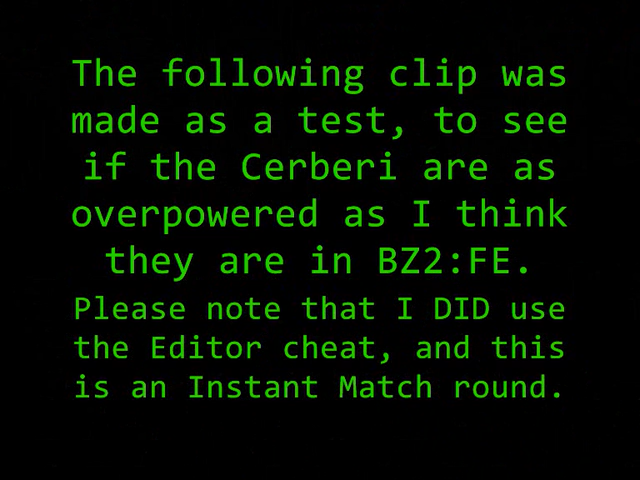 The following clip was
made as a test, to see
if the Cerberi are as
overpowered as I think
they are in BZ2:FE.
Please note that I DID use
the Editor cheat, and this
is an Instant Match round.